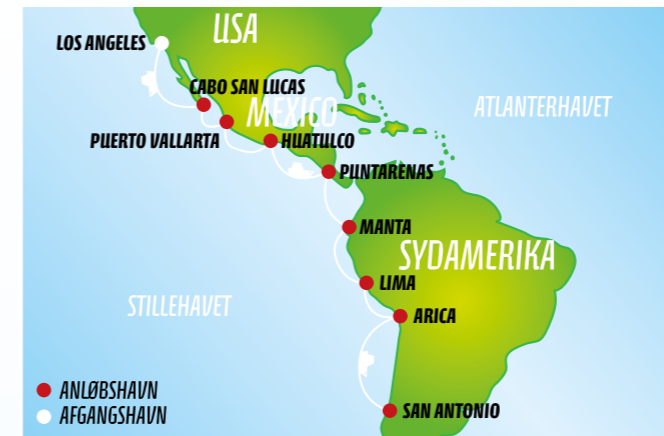 USA
LOS ANGELES
CABO SAN LUCAS
MEXICO
ATLANTERHAVET
PUERTO VALLARTA
HUATULCO
PUNTARENAS
MANTA
SYDAMERIKA
LIMA
STILLEHAVET
ARICA
ANLØBSHAVN
AFGANGSHAVN
SAN ANTONIO